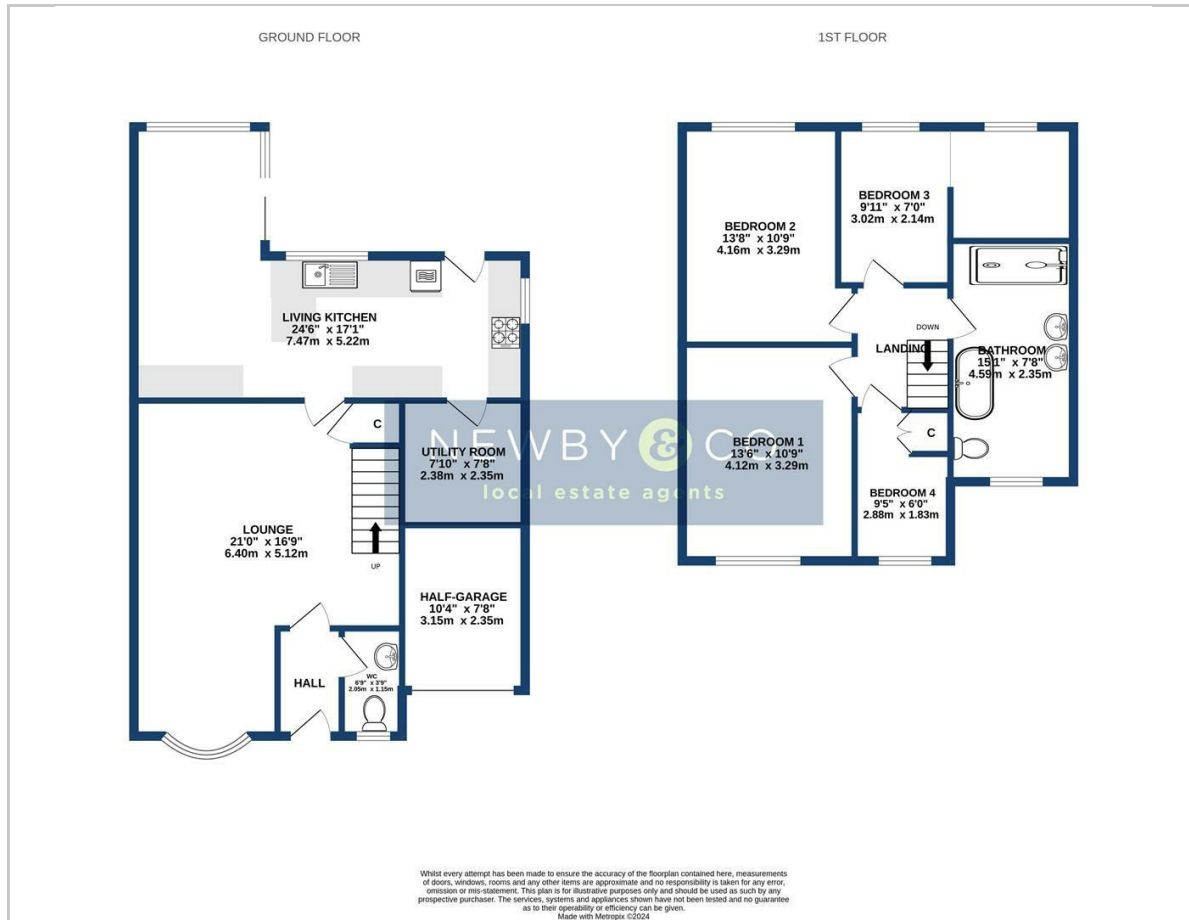 GROUND FLOOR
1ST FLOOR
LIVING KITCHEN
24'6" x 17'1"
7.47m x 5.22m
C
UTILITY ROOM
7'10" x 7'8"
2.38m x 2.35m
LOUNGE
21'0" x 16'9"
6.40m x 5.12m
UP
HALF-GARAGE
10'4" x 7'8"
3.15m x 2.35m
HALL
WC
6'9" x 3'9"
2.05m x 1.15m
BEDROOM 2
13'8" x 10'9"
4.16m x 3.29m
BEDROOM 3
9'11" x 7'0"
3.02m x 2.14m
DOWN
LANDING
BATHROOM
15'1" x 7'8"
4.59m x 2.35m
BEDROOM 1
13'6" x 10'9"
4.12m x 3.29m
C
BEDROOM 4
9'5" x 6'0"
2.88m x 1.83m
NEWBY & CO
local estate agents
Whilst every attempt has been made to ensure the accuracy of the floorplan contained here, measurements
of doors, windows, rooms and any other items are approximate and no responsibility is taken for any error,
omission or mis-statement. This plan is for illustrative purposes only and should be used as such by any
prospective purchaser. The services, systems and appliances shown have not been tested and no guarantee
as to their operability or efficiency can be given.
Made with Metropix ©2024